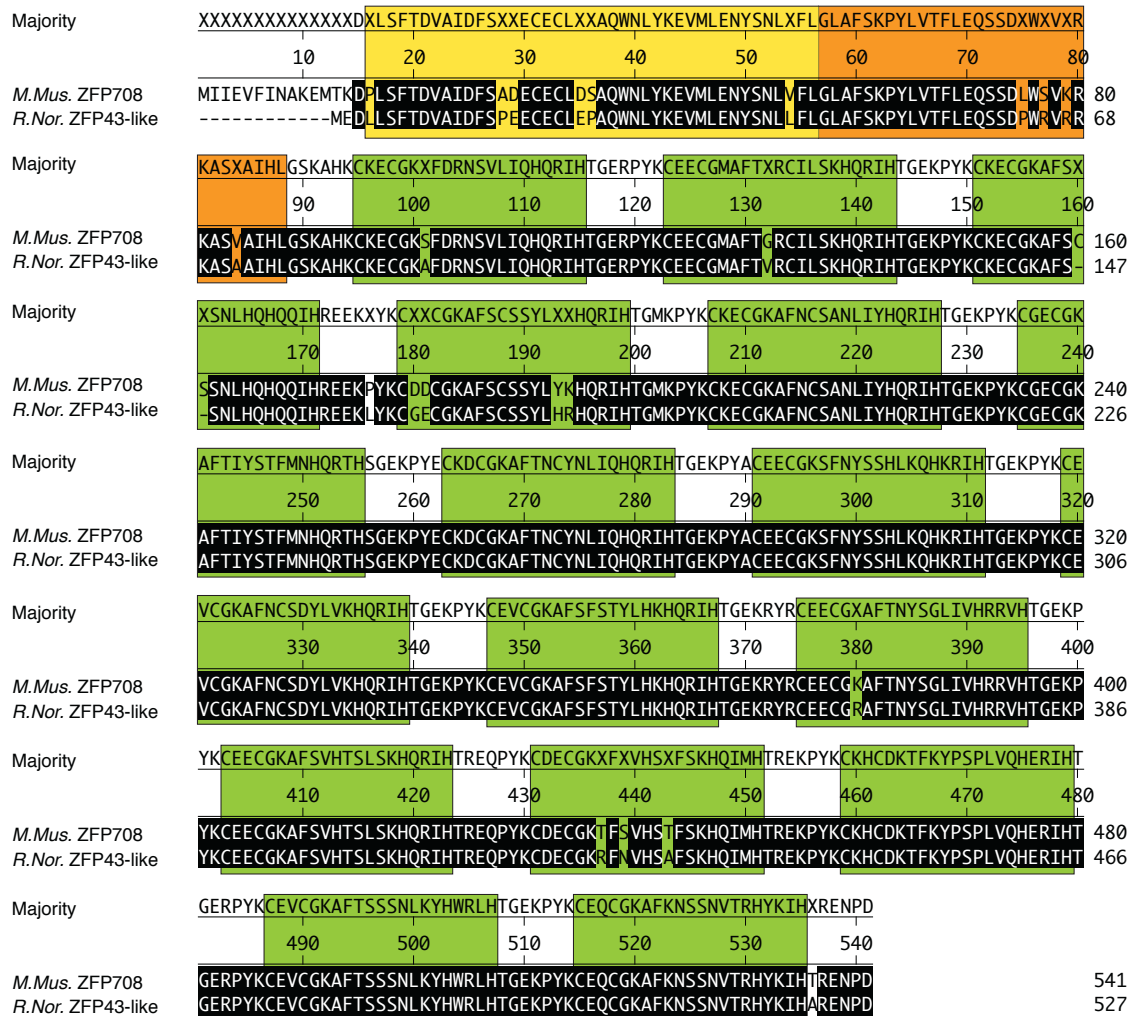 Majority XXXXXXXXXXXXXXDXLSFTDVAIDFSXXECECLXXAQWNLYKEVMLENYSNLXFLGLAFSKPYLVTFLEQSSDXWXVXR
10 20 30 40 50 60 70 80
M.Mus. ZFP708 MIIEVFINAKEMTKDPLSFTDVAIDFSADECECLDSAQWNLYKEVMLENYSNLVFLGLAFSKPYLVTFLEQSSDLWSVKR 80
R.Nor. ZFP43-like ------------MEDLLSFTDVAIDFSPEECECLEPAQWNLYKEVMLENYSNLLFLGLAFSKPYLVTFLEQSSDPWRVRR 68
Majority KASXAIHLGSKAHKCKECGKXFDRNSVLIQHQRIHTGERPYKCEECGMAFTXRCILSKHQRIHTGEKPYKCKECGKAFSX
90 100 110 120 130 140 150 160
M.Mus. ZFP708 KASVAIHLGSKAHKCKECGKSFDRNSVLIQHQRIHTGERPYKCEECGMAFTGRCILSKHQRIHTGEKPYKCKECGKAFSC 160
R.Nor. ZFP43-like KASAAIHLGSKAHKCKECGKAFDRNSVLIQHQRIHTGERPYKCEECGMAFTVRCILSKHQRIHTGEKPYKCKECGKAFS- 147
Majority XSNLHQHQQIHREEKXYKCXXCGKAFSCSSYLXXHQRIHTGMKPYKCKECGKAFNCSANLIYHQRIHTGEKPYKCGECGK
170 180 190 200 210 220 230 240
M.Mus. ZFP708 SSNLHQHQQIHREEKPYKCDDCGKAFSCSSYLYKHQRIHTGMKPYKCKECGKAFNCSANLIYHQRIHTGEKPYKCGECGK 240
R.Nor. ZFP43-like -SNLHQHQQIHREEKLYKCGECGKAFSCSSYLHRHQRIHTGMKPYKCKECGKAFNCSANLIYHQRIHTGEKPYKCGECGK 226
Majority AFTIYSTFMNHQRTHSGEKPYECKDCGKAFTNCYNLIQHQRIHTGEKPYACEECGKSFNYSSHLKQHKRIHTGEKPYKCE
250 260 270 280 290 300 310 320
M.Mus. ZFP708 AFTIYSTFMNHQRTHSGEKPYECKDCGKAFTNCYNLIQHQRIHTGEKPYACEECGKSFNYSSHLKQHKRIHTGEKPYKCE 320
R.Nor. ZFP43-like AFTIYSTFMNHQRTHSGEKPYECKDCGKAFTNCYNLIQHQRIHTGEKPYACEECGKSFNYSSHLKQHKRIHTGEKPYKCE 306
Majority VCGKAFNCSDYLVKHQRIHTGEKPYKCEVCGKAFSFSTYLHKHQRIHTGEKRYRCEECGXAFTNYSGLIVHRRVHTGEKP
330 340 350 360 370 380 390 400
M.Mus. ZFP708 VCGKAFNCSDYLVKHQRIHTGEKPYKCEVCGKAFSFSTYLHKHQRIHTGEKRYRCEECGKAFTNYSGLIVHRRVHTGEKP 400
R.Nor. ZFP43-like VCGKAFNCSDYLVKHQRIHTGEKPYKCEVCGKAFSFSTYLHKHQRIHTGEKRYRCEECGRAFTNYSGLIVHRRVHTGEKP 386
Majority YKCEECGKAFSVHTSLSKHQRIHTREQPYKCDECGKXFXVHSXFSKHQIMHTREKPYKCKHCDKTFKYPSPLVQHERIHT
410 420 430 440 450 460 470 480
M.Mus. ZFP708 YKCEECGKAFSVHTSLSKHQRIHTREQPYKCDECGKTFSVHSTFSKHQIMHTREKPYKCKHCDKTFKYPSPLVQHERIHT 480
R.Nor. ZFP43-like YKCEECGKAFSVHTSLSKHQRIHTREQPYKCDECGKRFNVHSAFSKHQIMHTREKPYKCKHCDKTFKYPSPLVQHERIHT 466
Majority GERPYKCEVCGKAFTSSSNLKYHWRLHTGEKPYKCEQCGKAFKNSSNVTRHYKIHXRENPD
490 500 510 520 530 540
M.Mus. ZFP708 GERPYKCEVCGKAFTSSSNLKYHWRLHTGEKPYKCEQCGKAFKNSSNVTRHYKIHTRENPD 541
R.Nor. ZFP43-like GERPYKCEVCGKAFTSSSNLKYHWRLHTGEKPYKCEQCGKAFKNSSNVTRHYKIHARENPD 527